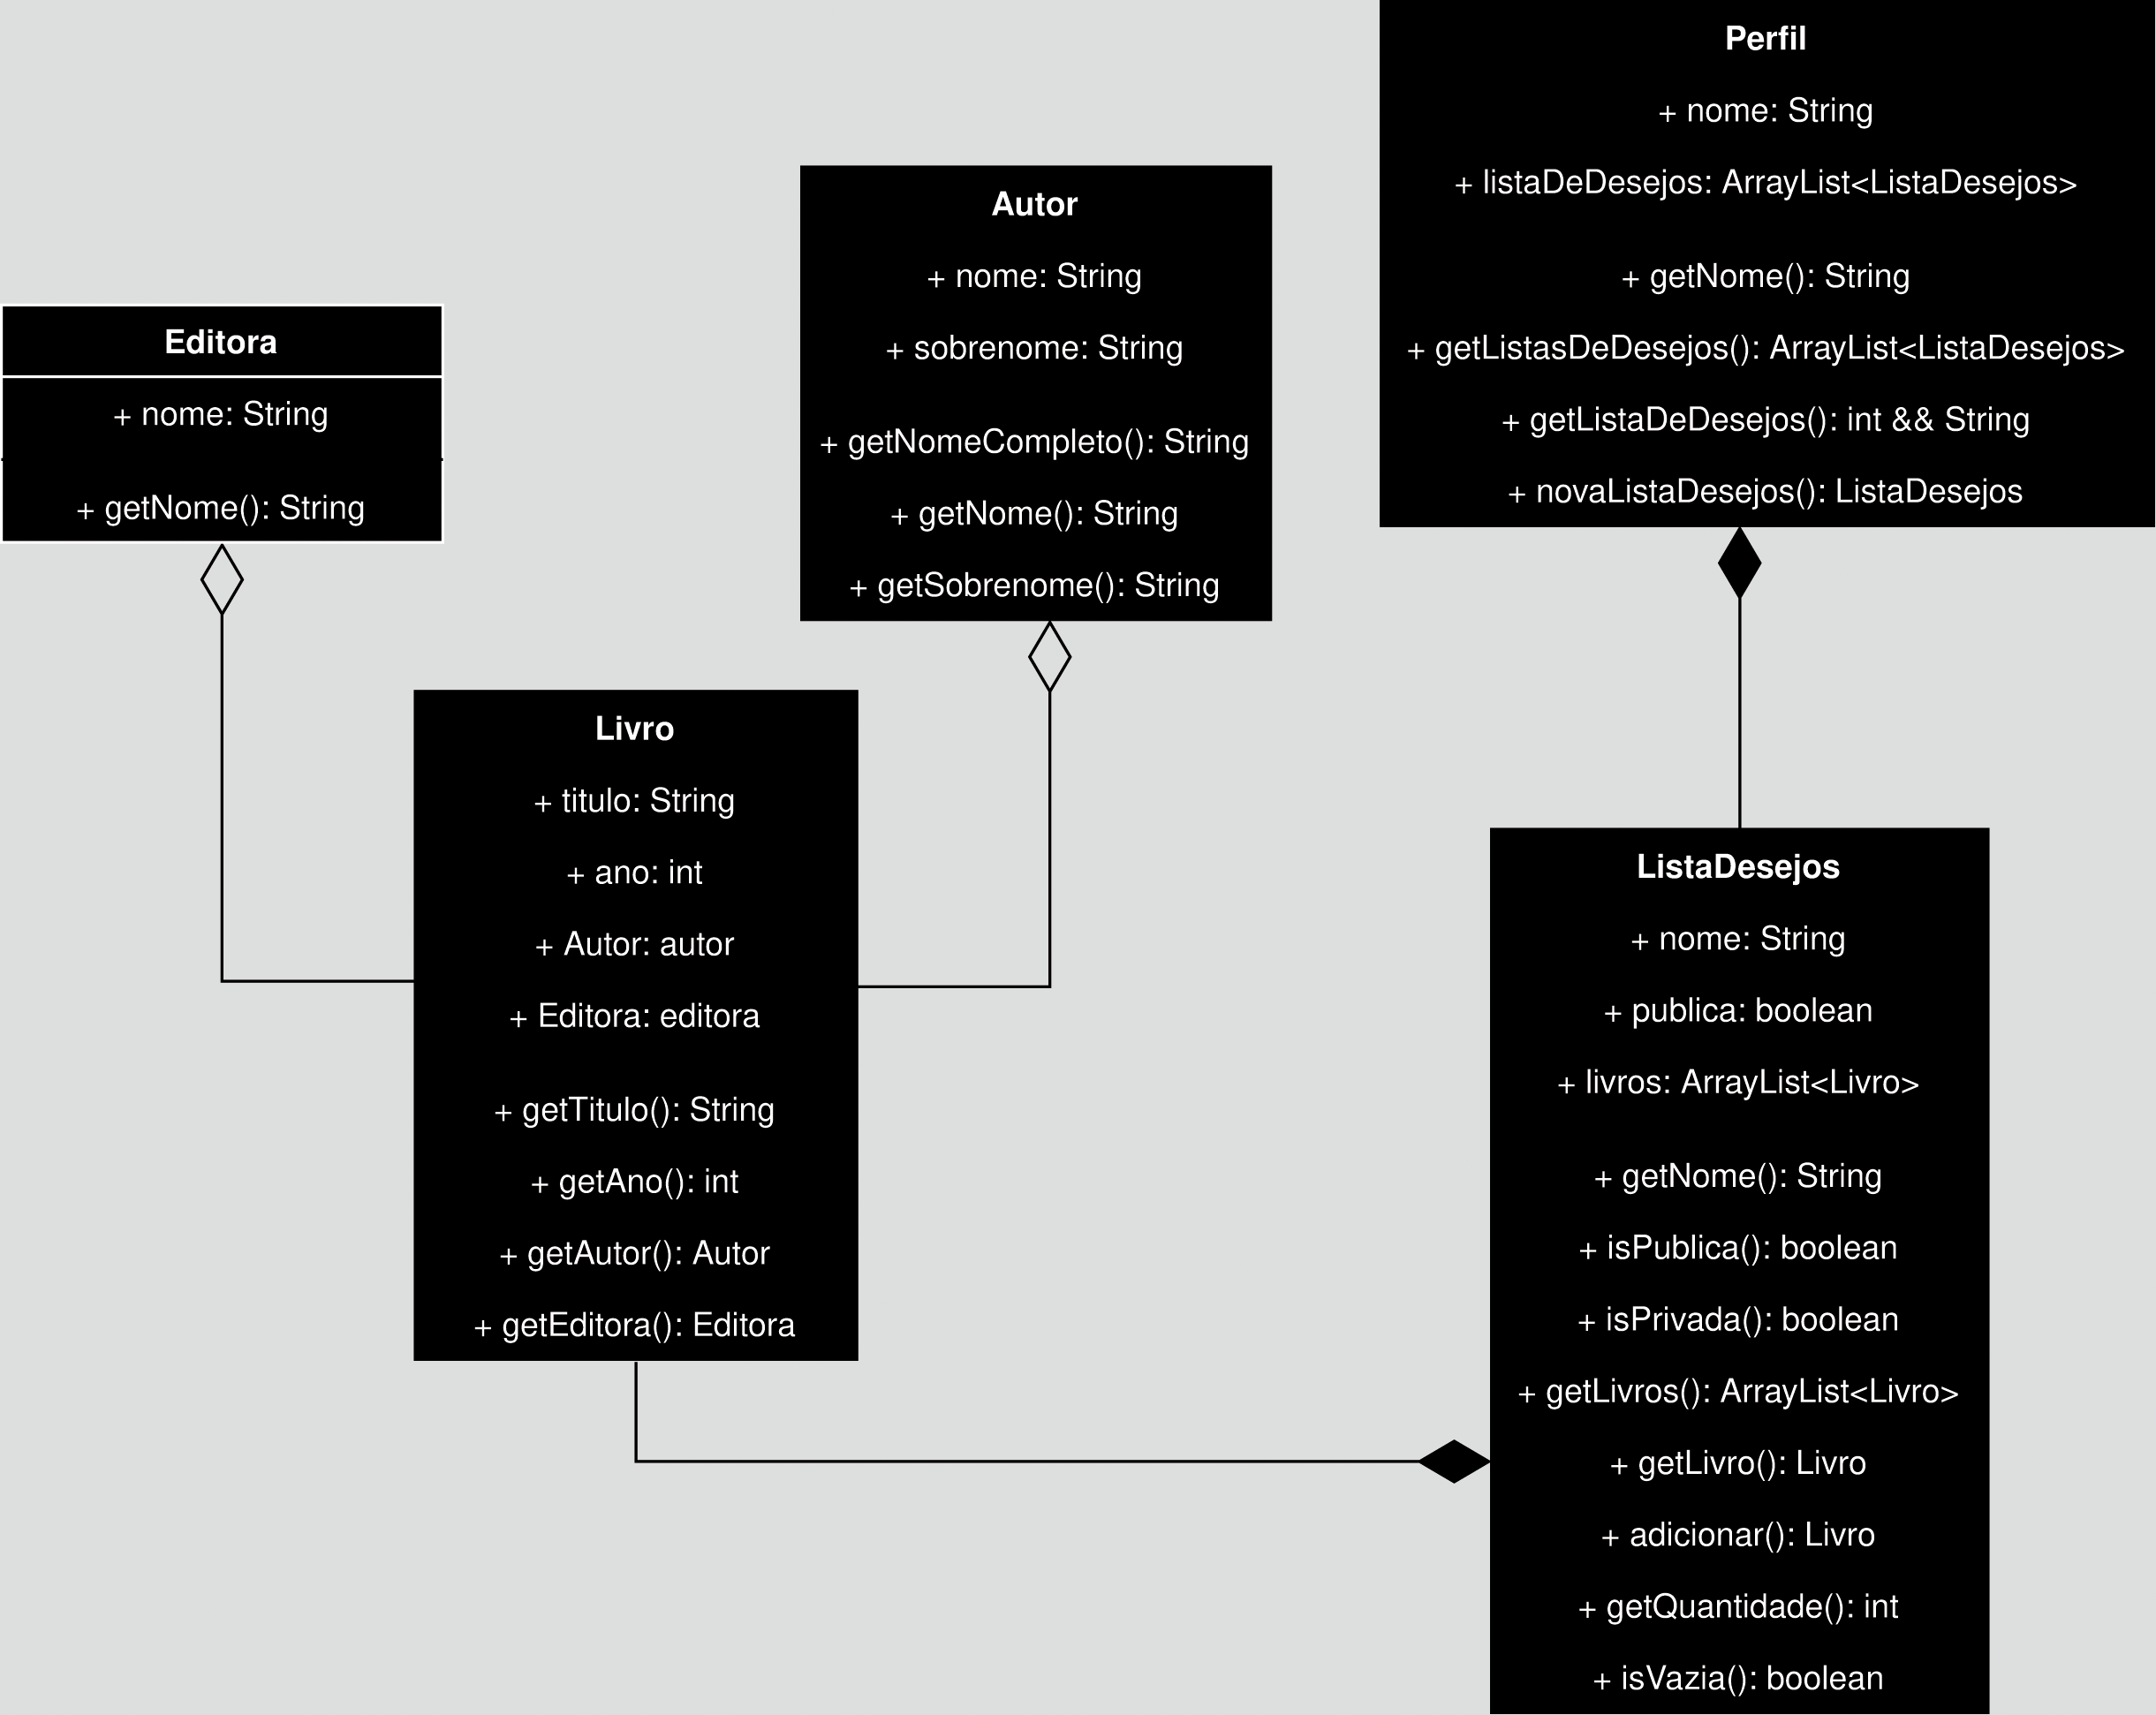 Perfil
+ nome: String
+ listaDeDesejos: ArrayList<ListaDesejos>
+ getNome(): String
+ getListasDeDesejos(): ArrayList<ListaDesejos>
+ getListaDeDesejos(): int && String
+ novaListaDesejos(): ListaDesejos
Autor
+ nome: String
+ sobrenome: String
+ getNomeCompleto(): String
+ getNome(): String
+ getSobrenome(): String
Editora
+ nome: String
+ getNome(): String
Livro
+ titulo: String
+ ano: int
+ Autor: autor
+ Editora: editora
+ getTitulo(): String
+ getAno(): int
+ getAutor(): Autor
+ getEditora(): Editora
ListaDesejos
+ nome: String
+ publica: boolean
+ livros: ArrayList<Livro>
+ getNome(): String
+ isPublica(): boolean
+ isPrivada(): boolean
+ getLivros(): ArrayList<Livro>
+ getLivro(): Livro
+ adicionar(): Livro
+ getQuantidade(): int
+ isVazia(): boolean